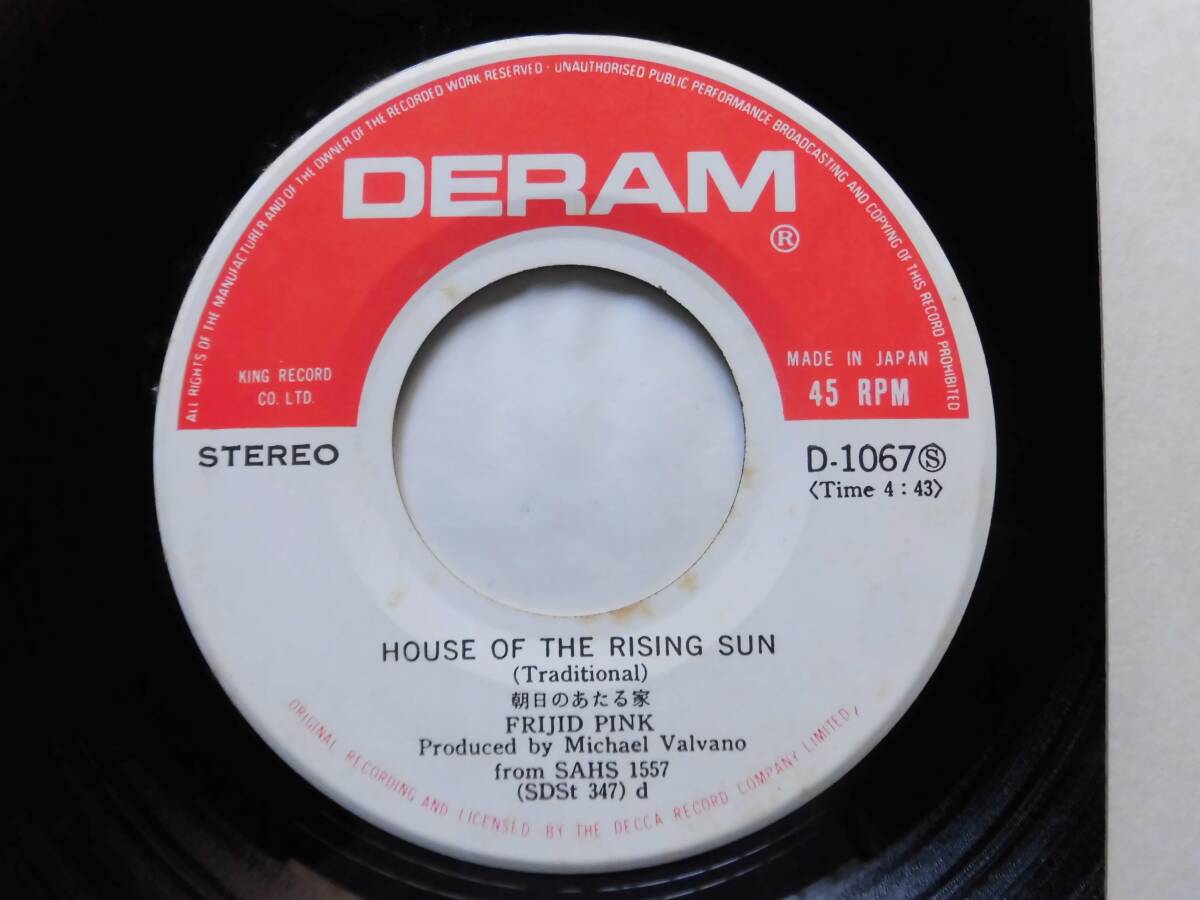 ALL RIGHTS OF THE MANUFACTURER AND OF THE OWNER OF THE RECORDED WORK RESERVED · UNAUTHORISED PUBLIC PERFORMANCE BROADCASTING AND COPYING OF THIS RECORD PROHIBITED
DERAM
®
KING RECORD
CO. LTD.
MADE IN JAPAN
45 RPM
STEREO
D-1067Ⓢ
〈Time 4:43〉
HOUSE OF THE RISING SUN
(Traditional)
朝日のあたる家
FRIJID PINK
Produced by Michael Valvano
from SAHS 1557
(SDSt 347) d
ORIGINAL RECORDING AND LICENSED BY THE DECCA RECORD COMPANY LIMITED,